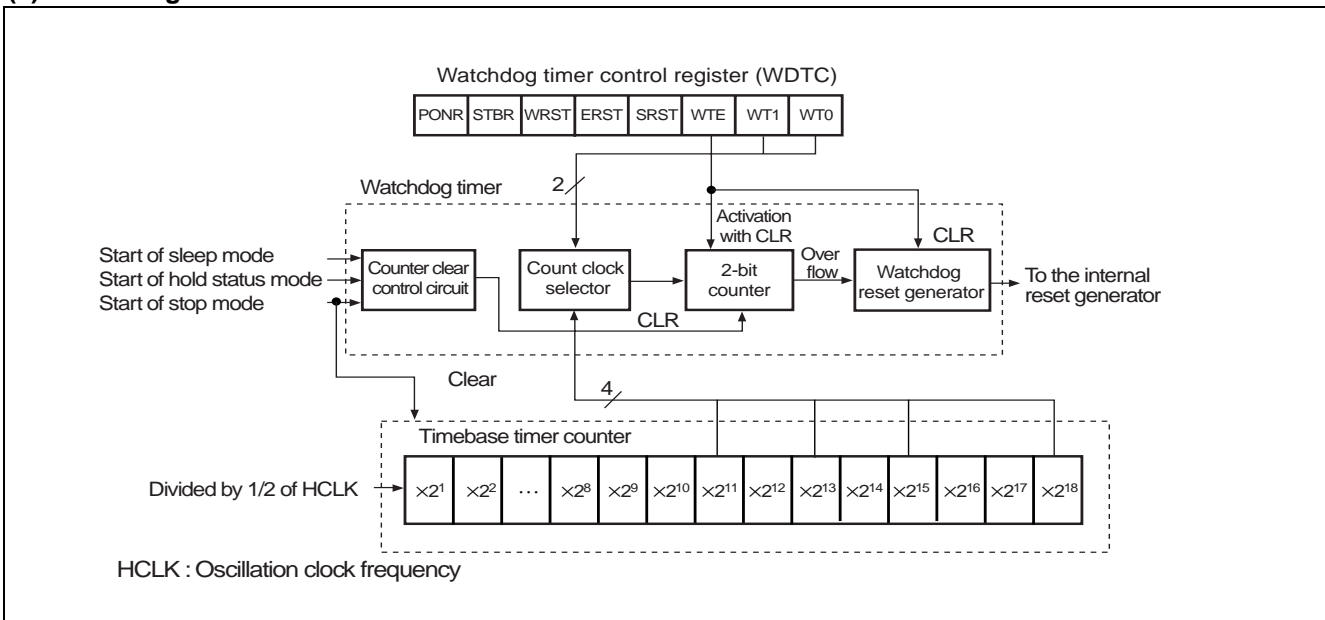 Watchdog timer control register (WDTC)
PONR STBR WRST ERST SRST WTE WT1 WT0
Watchdog timer
2
Activation
with CLR
CLR
Start of sleep mode
Start of hold status mode
Start of stop mode
Counter clear
control circuit
Count clock
selector
2-bit
counter
Over
flow
Watchdog
reset generator
To the internal
reset generator
CLR
Clear
4
Timebase timer counter
Divided by 1/2 of HCLK
×2¹ ×2² ... ×2⁸ ×2⁹ ×2¹⁰ ×2¹¹ ×2¹² ×2¹³ ×2¹⁴ ×2¹⁵ ×2¹⁶ ×2¹⁷ ×2¹⁸
HCLK : Oscillation clock frequency